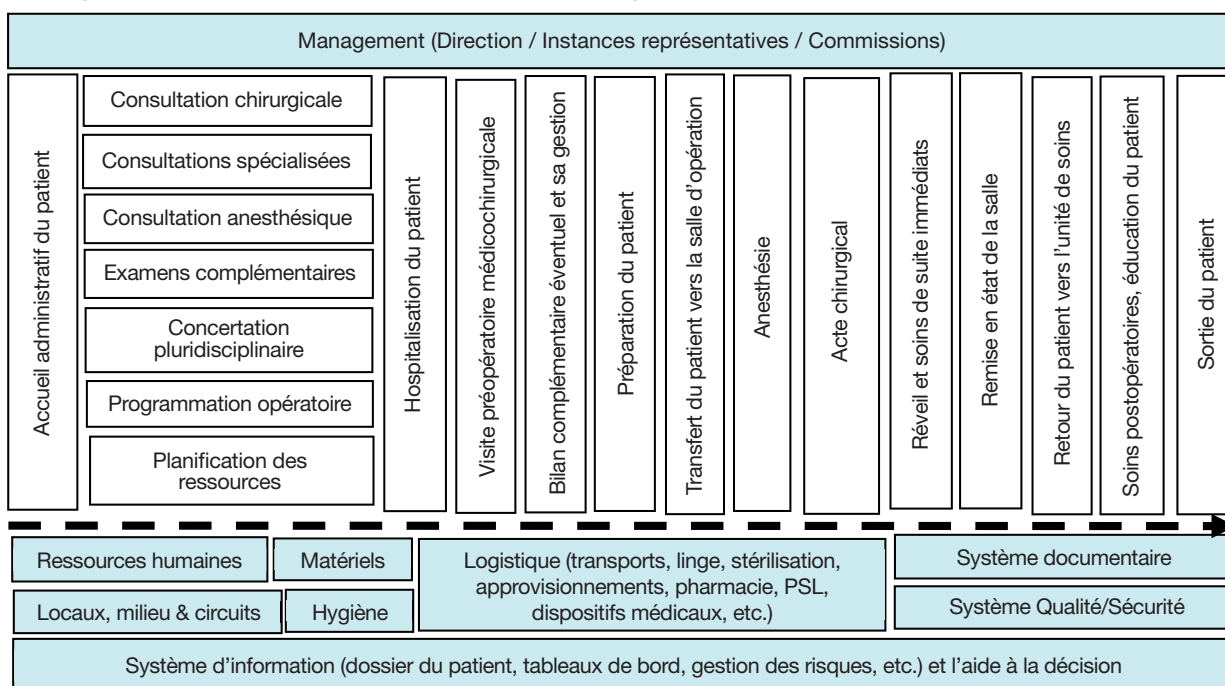 Management (Direction / Instances représentatives / Commissions)
Accueil administratif du patient
Consultation chirurgicale
Consultations spécialisées
Consultation anesthésique
Examens complémentaires
Concertation
pluridisciplinaire
Programmation opératoire
Planification des
ressources
Hospitalisation du patient
Visite préopératoire médicochirurgicale
Bilan complémentaire éventuel et sa gestion
Préparation du patient
Transfert du patient vers la salle d'opération
Anesthésie
Acte chirurgical
Réveil et soins de suite immédiats
Remise en état de la salle
Retour du patient vers l'unité de soins
Soins postopératoires, éducation du patient
Sortie du patient
Ressources humaines
Matériels
Locaux, milieu & circuits
Hygiène
Logistique (transports, linge, stérilisation,
approvisionnements, pharmacie, PSL,
dispositifs médicaux, etc.)
Système documentaire
Système Qualité/Sécurité
Système d'information (dossier du patient, tableaux de bord, gestion des risques, etc.) et l'aide à la décision